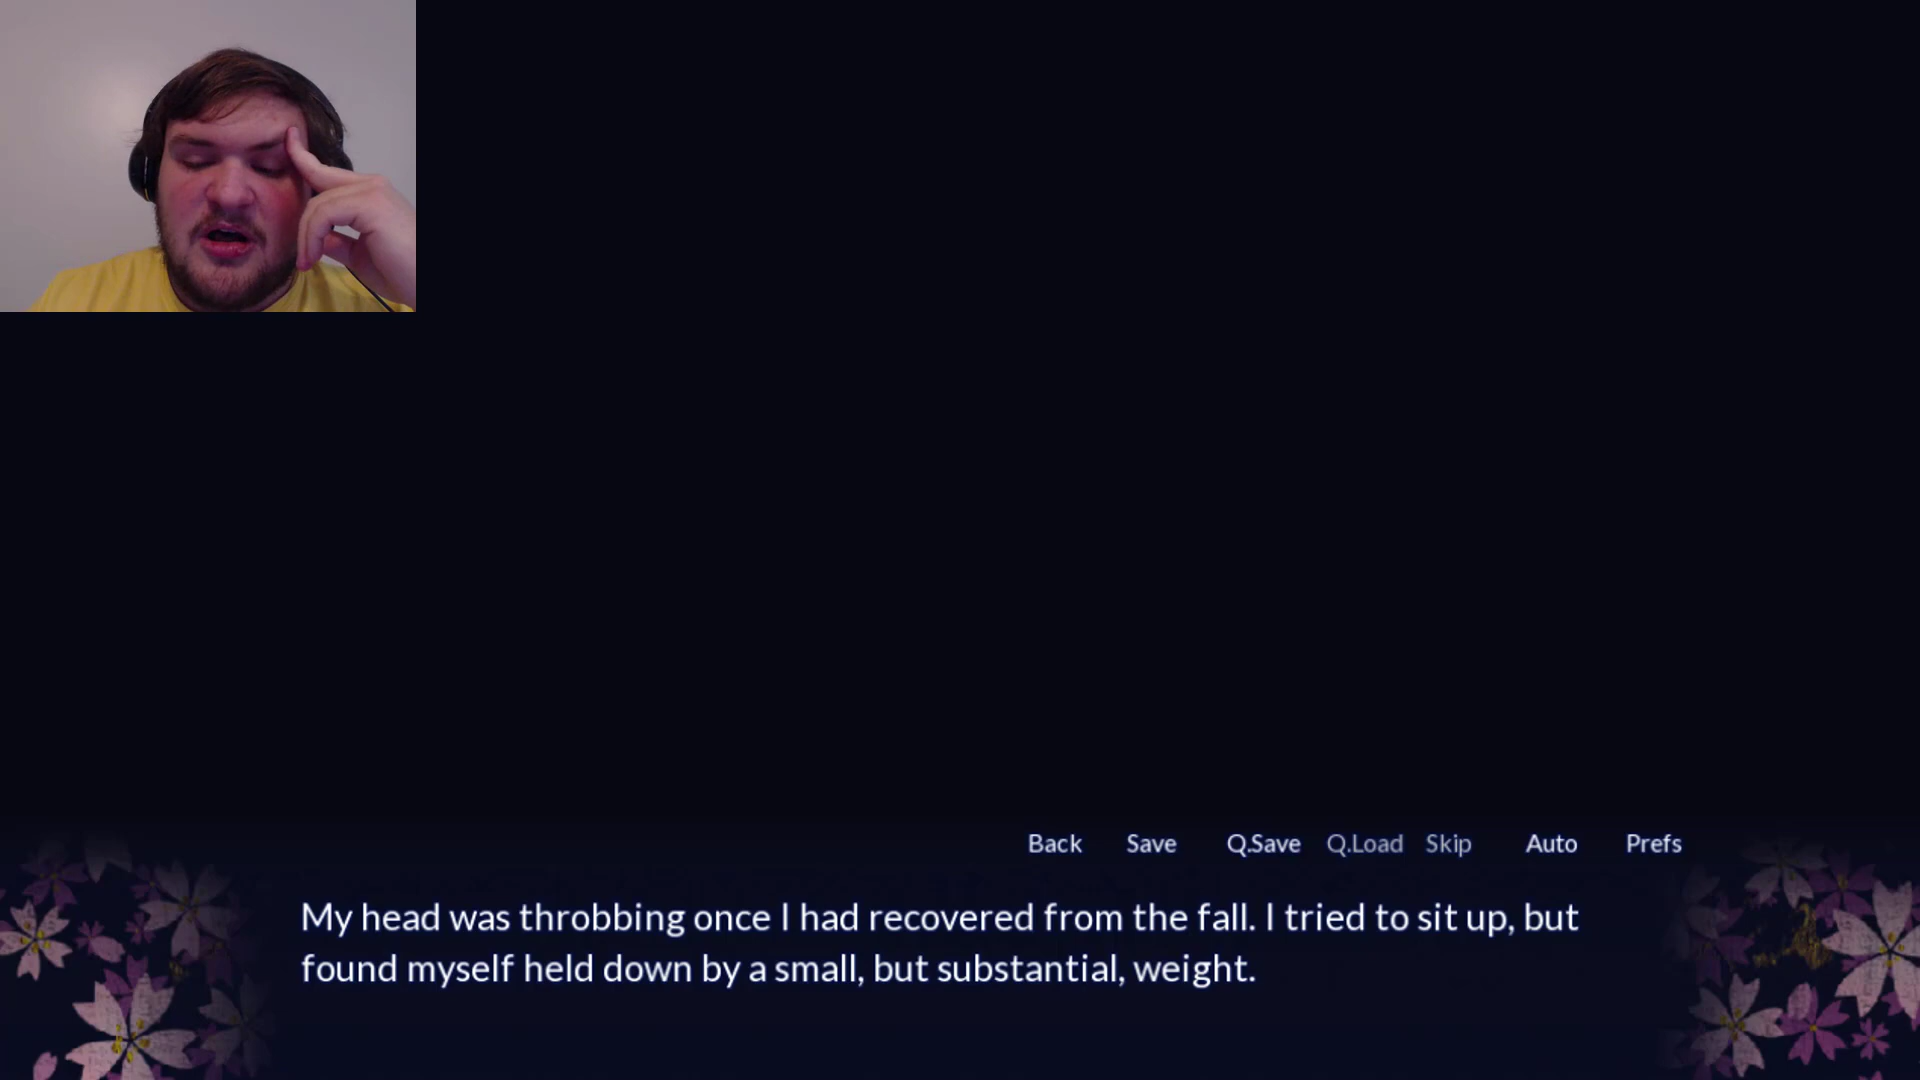 Back Save Q.Save Q.Load Skip Auto Prefs
My head was throbbing once I had recovered from the fall. I tried to sit up, but
found myself held down by a small, but substantial, weight.